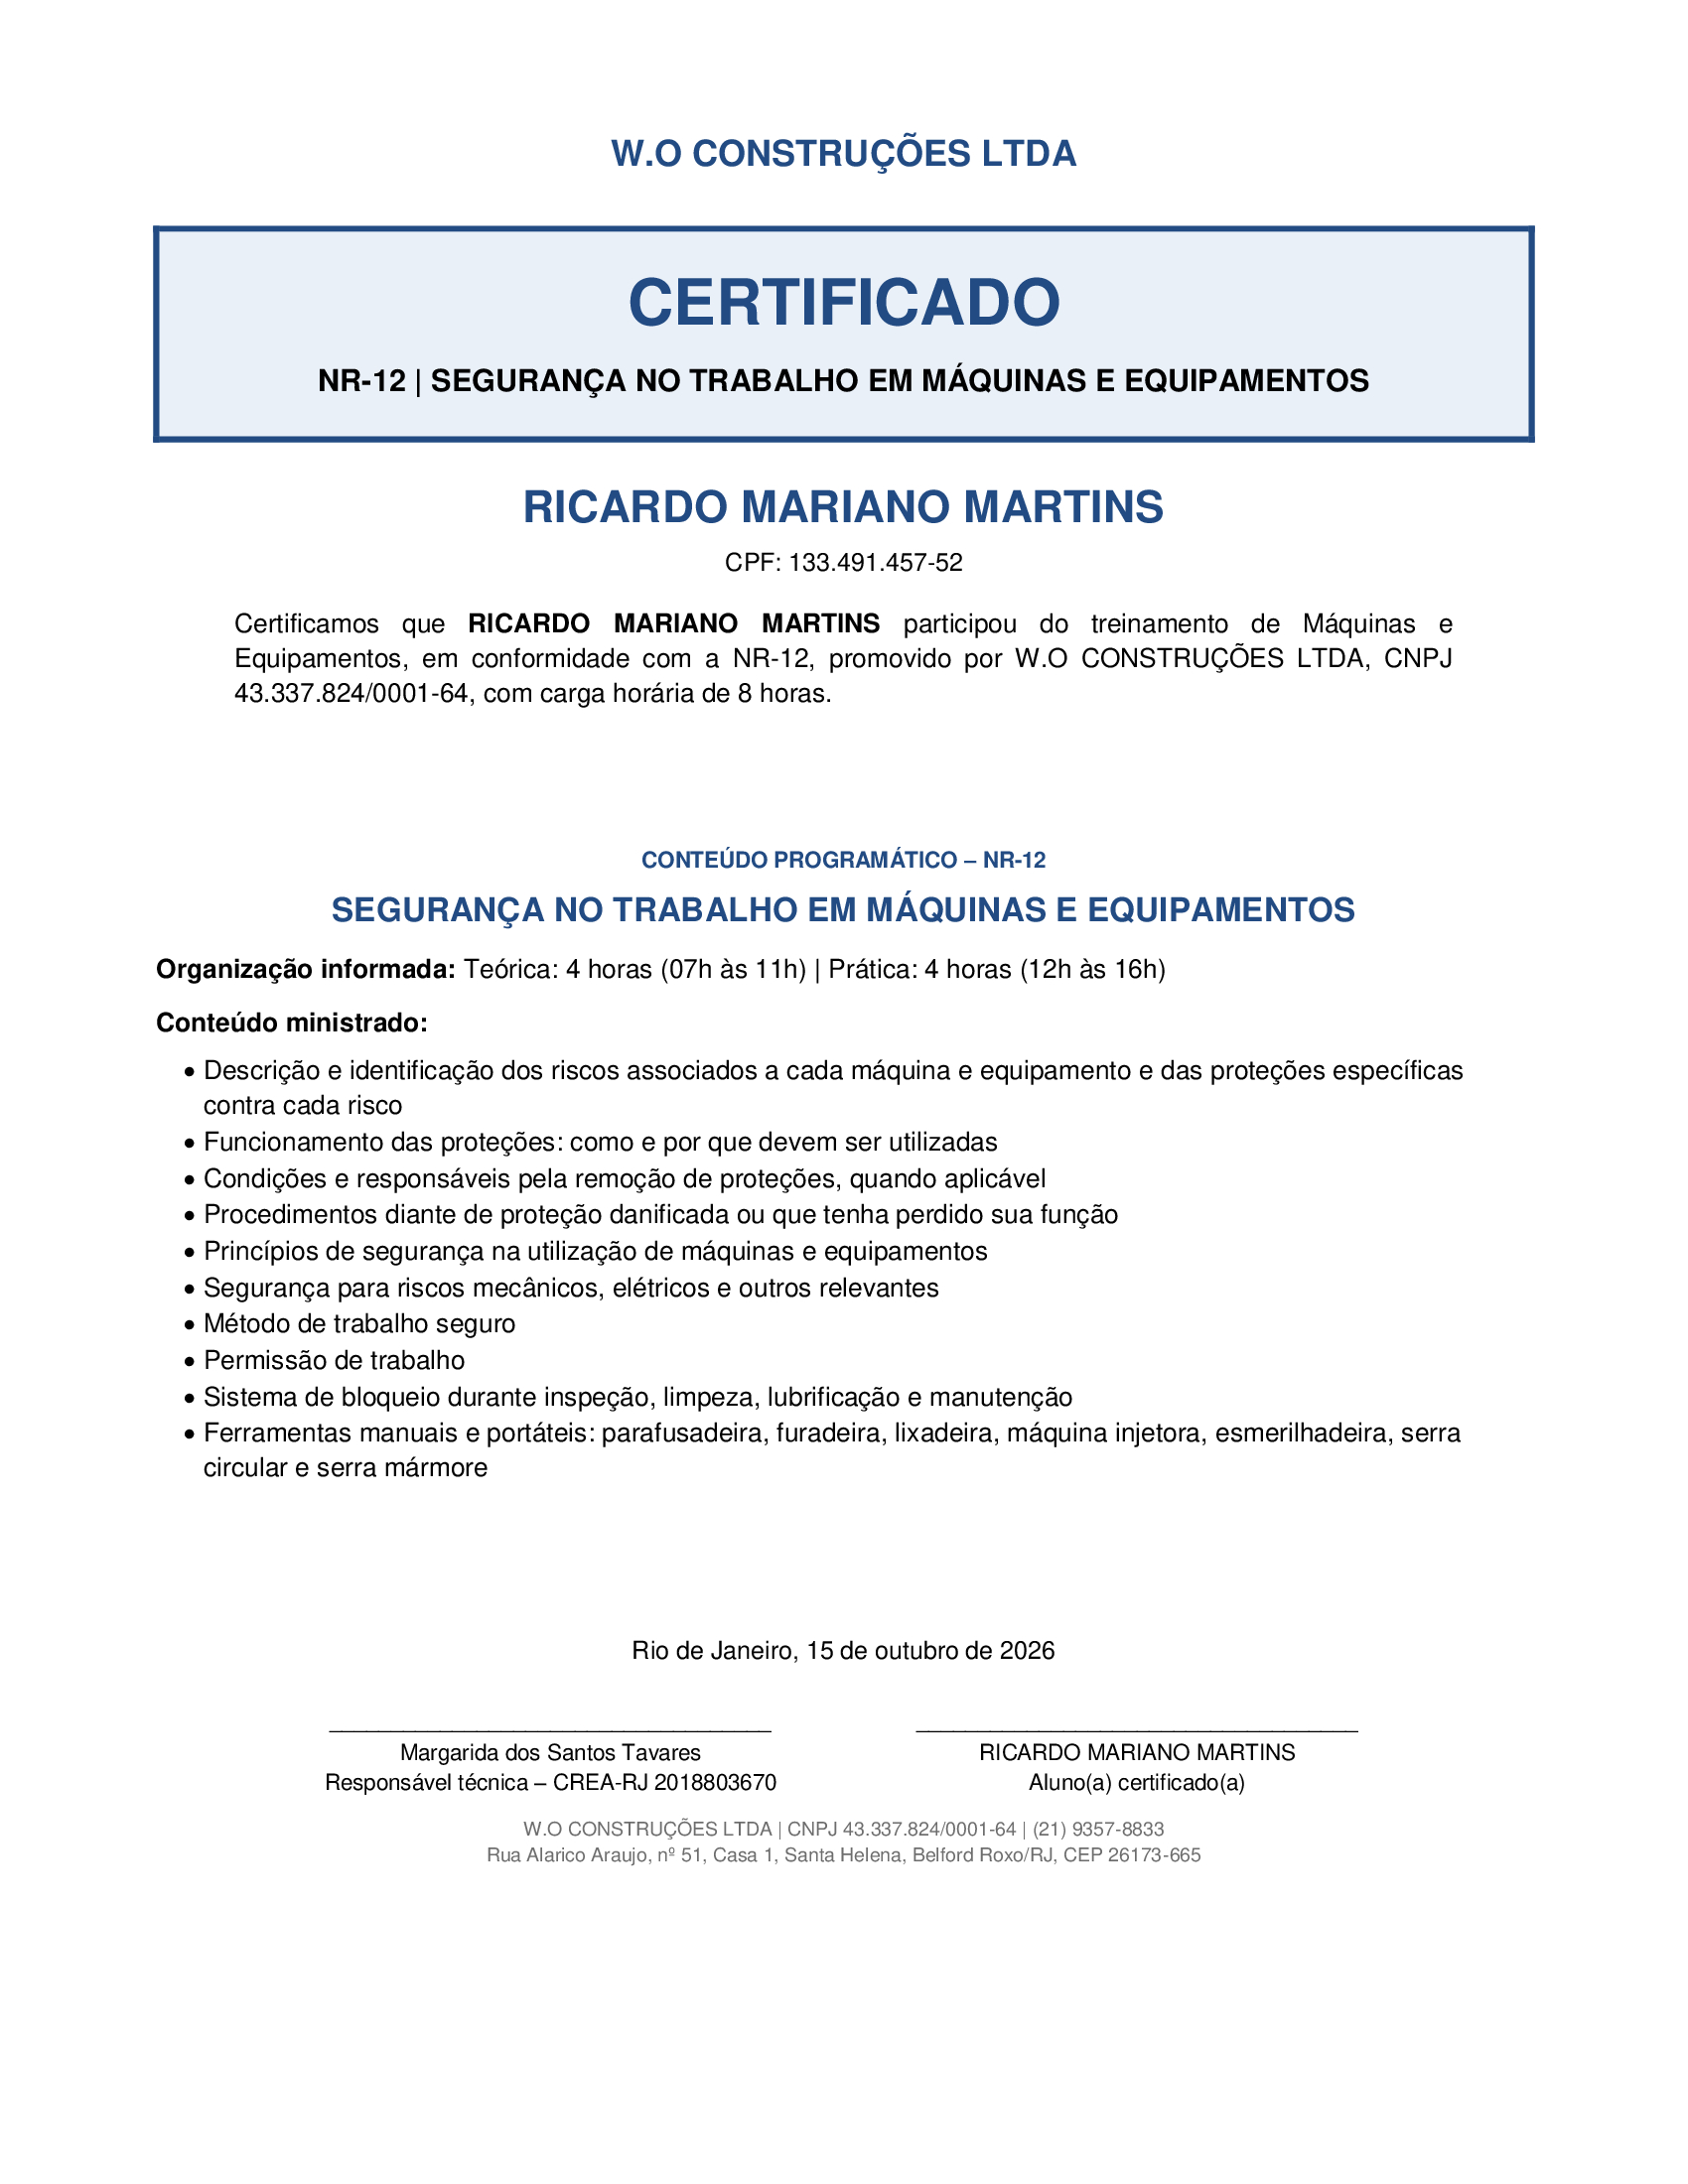 W.O CONSTRUÇÕES LTDA
CERTIFICADO
NR-12 | SEGURANÇA NO TRABALHO EM MÁQUINAS E EQUIPAMENTOS
RICARDO MARIANO MARTINS
CPF: 133.491.457-52
Certificamos que RICARDO MARIANO MARTINS participou do treinamento de Máquinas e
Equipamentos, em conformidade com a NR-12, promovido por W.O CONSTRUÇÕES LTDA, CNPJ
43.337.824/0001-64, com carga horária de 8 horas.
CONTEÚDO PROGRAMÁTICO – NR-12
SEGURANÇA NO TRABALHO EM MÁQUINAS E EQUIPAMENTOS
Organização informada: Teórica: 4 horas (07h às 11h) | Prática: 4 horas (12h às 16h)
Conteúdo ministrado:
• Descrição e identificação dos riscos associados a cada máquina e equipamento e das proteções específicas
contra cada risco
• Funcionamento das proteções: como e por que devem ser utilizadas
• Condições e responsáveis pela remoção de proteções, quando aplicável
• Procedimentos diante de proteção danificada ou que tenha perdido sua função
• Princípios de segurança na utilização de máquinas e equipamentos
• Segurança para riscos mecânicos, elétricos e outros relevantes
• Método de trabalho seguro
• Permissão de trabalho
• Sistema de bloqueio durante inspeção, limpeza, lubrificação e manutenção
• Ferramentas manuais e portáteis: parafusadeira, furadeira, lixadeira, máquina injetora, esmerilhadeira, serra
circular e serra mármore
Rio de Janeiro, 15 de outubro de 2026
Margarida dos Santos Tavares
Responsável técnica – CREA-RJ 2018803670
RICARDO MARIANO MARTINS
Aluno(a) certificado(a)
W.O CONSTRUÇÕES LTDA | CNPJ 43.337.824/0001-64 | (21) 9357-8833
Rua Alarico Araujo, nº 51, Casa 1, Santa Helena, Belford Roxo/RJ, CEP 26173-665